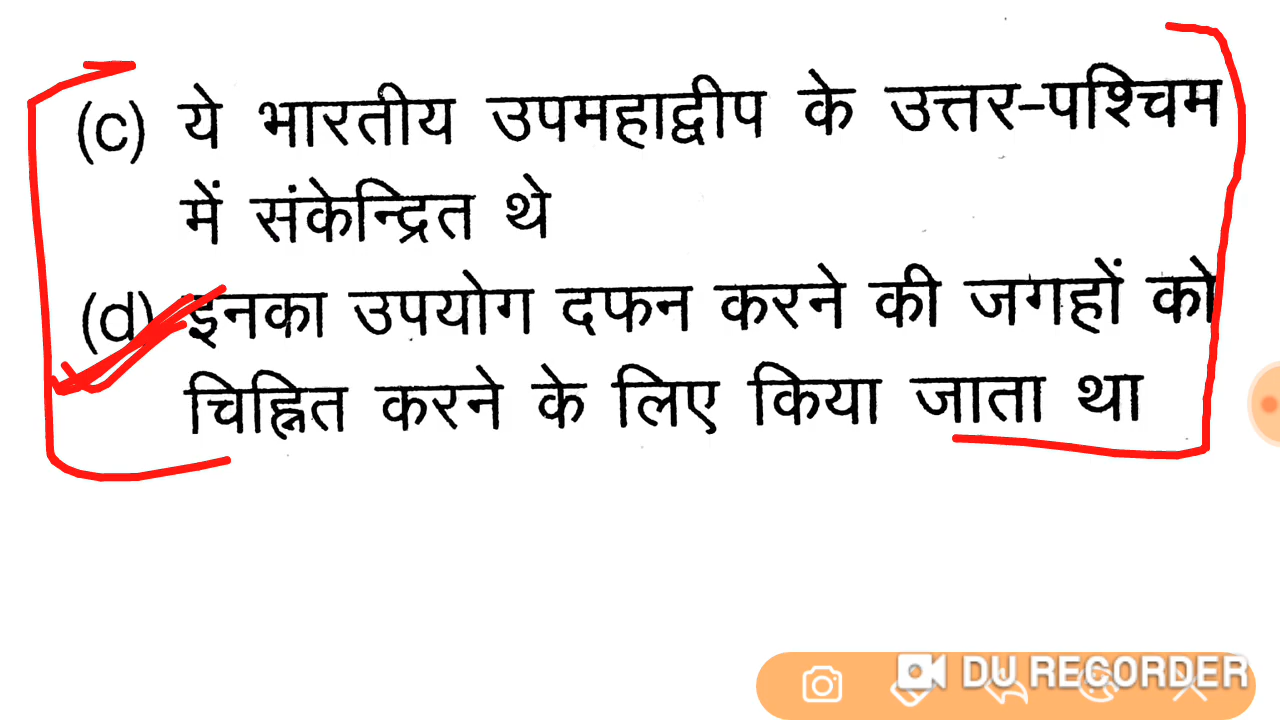 (c) ये भारतीय उपमहाद्वीप के उत्तर-पश्चिम
में संकेन्द्रित थे
(d) इनका उपयोग दफन करने की जगहों को
चिह्नित करने के लिए किया जाता था
DU RECORDER